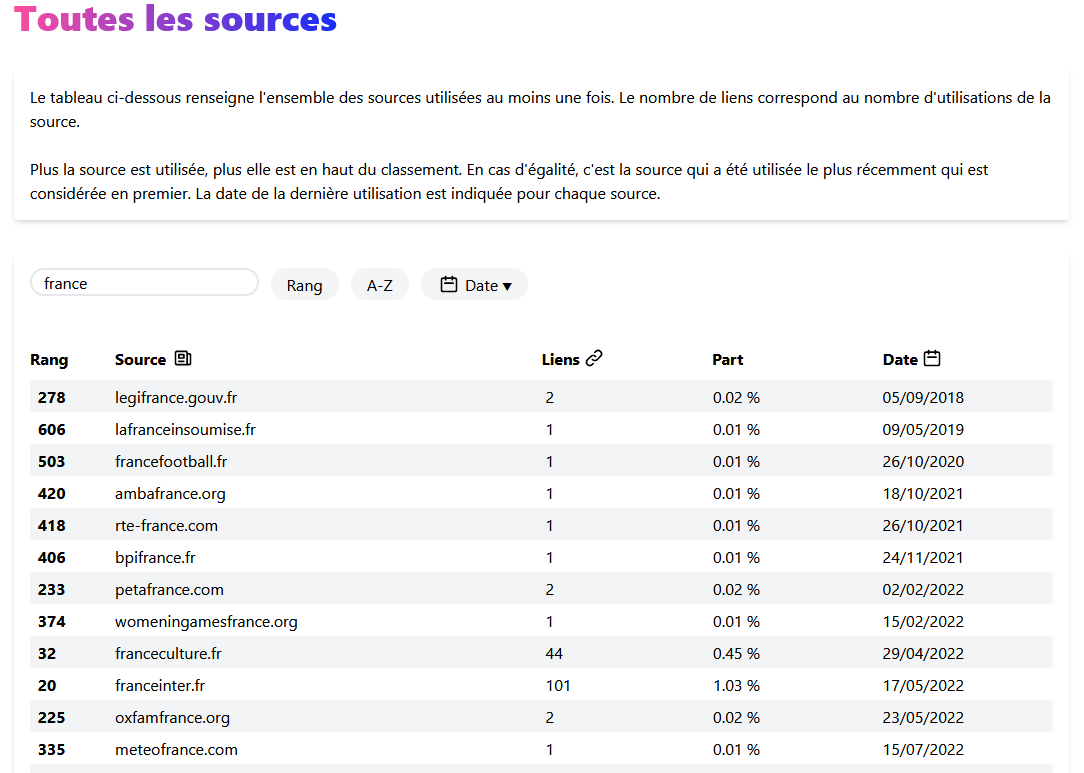 Toutes les sources
Le tableau ci-dessous renseigne l'ensemble des sources utilisées au moins une fois. Le nombre de liens correspond au nombre d'utilisations de la
source.
Plus la source est utilisée, plus elle est en haut du classement. En cas d'égalité, c'est la source qui a été utilisée le plus récemment qui est
considérée en premier. La date de la dernière utilisation est indiquée pour chaque source.
france Rang A-Z Date ▼
Rang Source Liens Part Date
278 legifrance.gouv.fr 2 0.02 % 05/09/2018
606 lafranceinsoumise.fr 1 0.01 % 09/05/2019
503 francefootball.fr 1 0.01 % 26/10/2020
420 ambafrance.org 1 0.01 % 18/10/2021
418 rte-france.com 1 0.01 % 26/10/2021
406 bpifrance.fr 1 0.01 % 24/11/2021
233 petafrance.com 2 0.02 % 02/02/2022
374 womeningamesfrance.org 1 0.01 % 15/02/2022
32 franceculture.fr 44 0.45 % 29/04/2022
20 franceinter.fr 101 1.03 % 17/05/2022
225 oxfamfrance.org 2 0.02 % 23/05/2022
335 meteofrance.com 1 0.01 % 15/07/2022